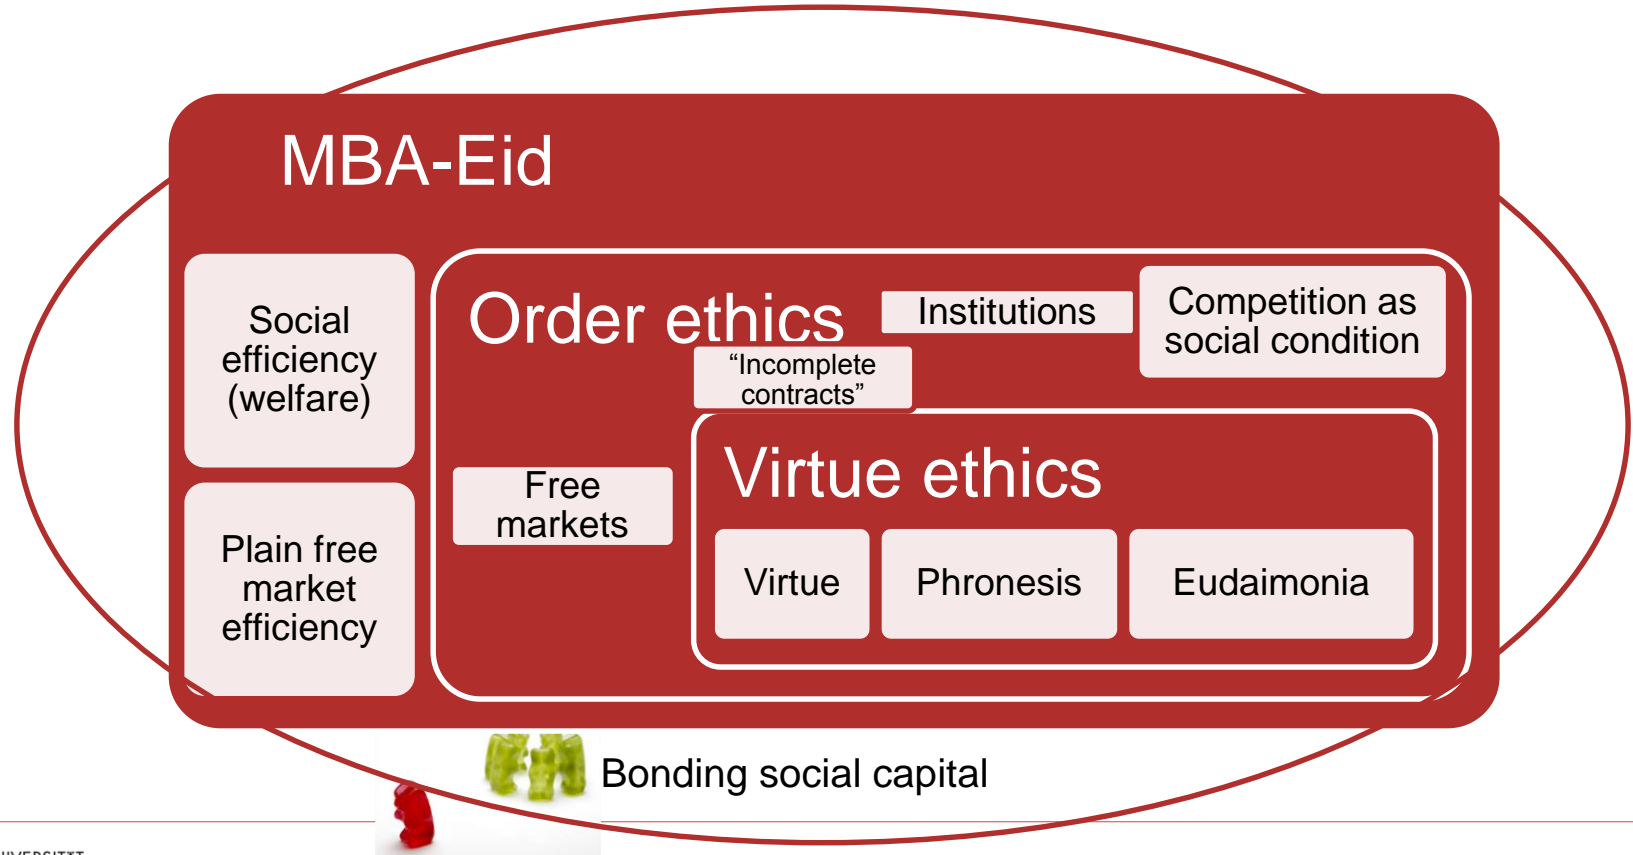 MBA-Eid
Social
efficiency
(welfare)
Plain free
market
efficiency
Order ethics
Institutions
Competition as
social condition
“Incomplete
contracts”
Free
markets
Virtue ethics
Virtue
Phronesis
Eudaimonia
Bonding social capital